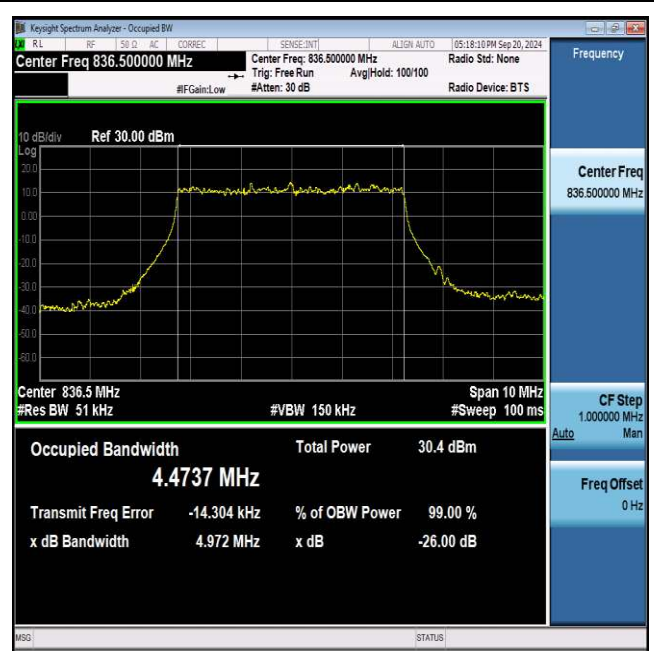 Keysight Spectrum Analyzer - Occupied BW
RL RF 50 Ω AC CORREC SENSE:INT ALIGN AUTO 05:18:10 PM Sep 20, 2024
Center Freq 836.500000 MHz
Center Freq: 836.500000 MHz Radio Std: None
Trig: Free Run Avg|Hold: 100/100
#IFGain:Low #Atten: 30 dB Radio Device: BTS
10 dB/div Ref 30.00 dBm
Log
20.0
10.0
0.00
-10.0
-20.0
-30.0
-40.0
-50.0
-60.0
Center 836.5 MHz Span 10 MHz
#Res BW 51 kHz #VBW 150 kHz #Sweep 100 ms
Occupied Bandwidth Total Power 30.4 dBm
4.4737 MHz
Transmit Freq Error -14.304 kHz % of OBW Power 99.00 %
x dB Bandwidth 4.972 MHz x dB -26.00 dB
MSG STATUS
Frequency
Center Freq
836.500000 MHz
CF Step
1.000000 MHz
Auto Man
Freq Offset
0 Hz